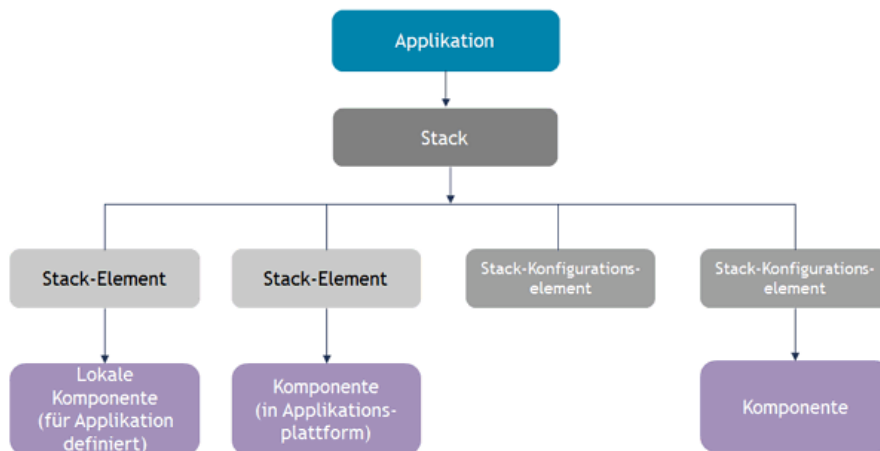 Applikation
Stack
Stack-Element
Stack-Element
Stack-Konfigurations-
element
Stack-Konfigurations-
element
Lokale
Komponente
(für Applikation
definiert)
Komponente
(in Applikations-
plattform)
Komponente